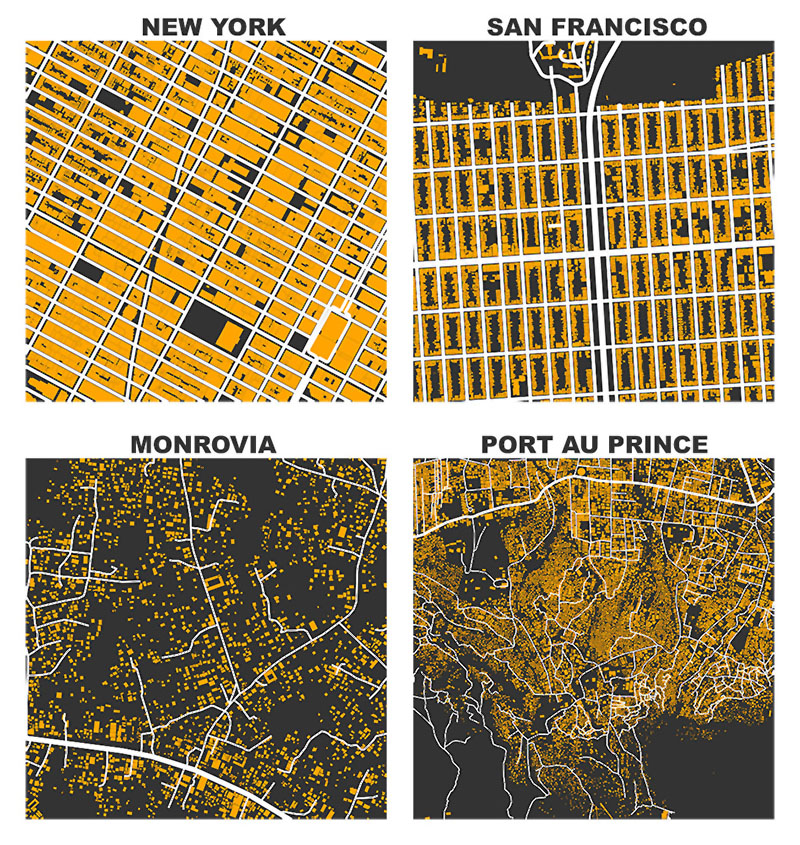 NEW YORK
SAN FRANCISCO
MONROVIA
PORT AU PRINCE